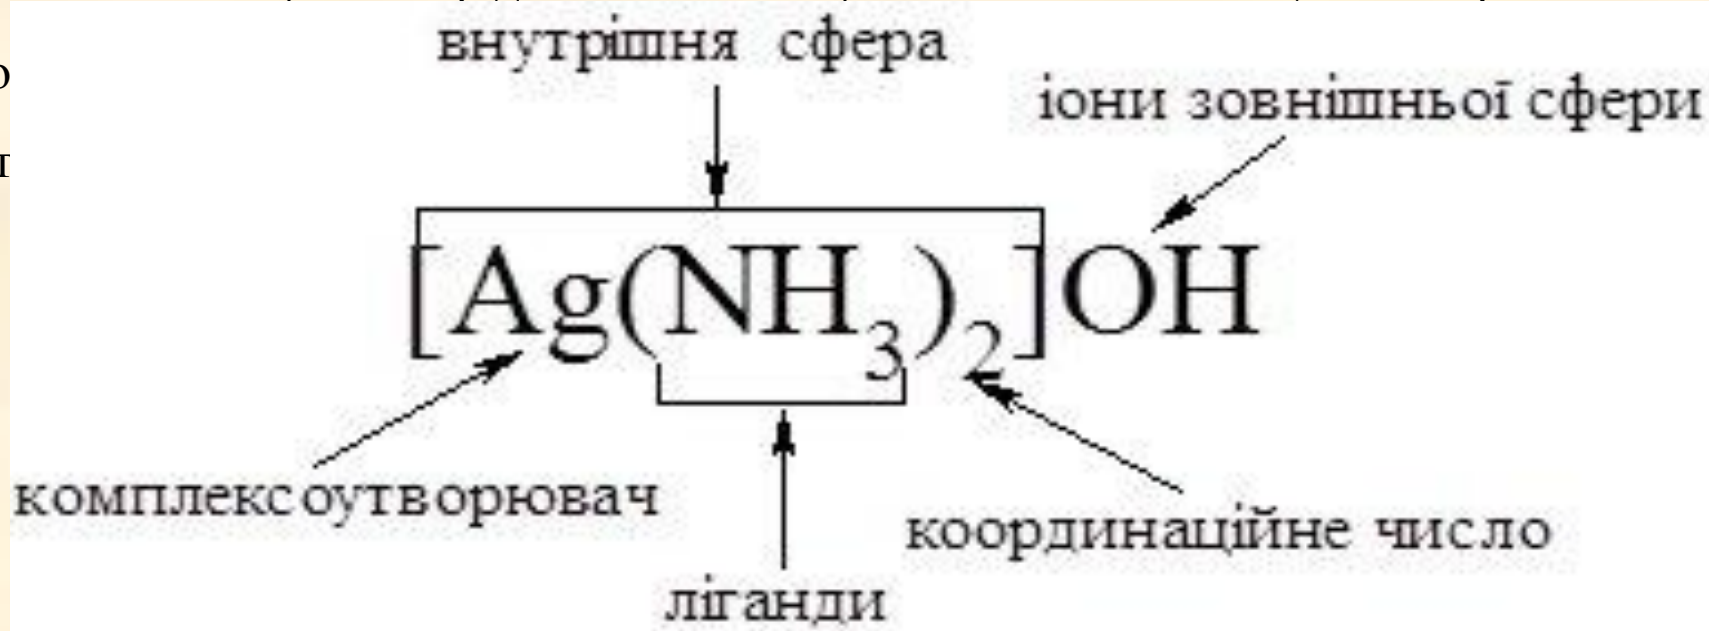 внутрішня сфера
іони зовнішньої сфери
[Ag(NH₃)₂]OH
комплексоутворювач
координаційне число
ліганди